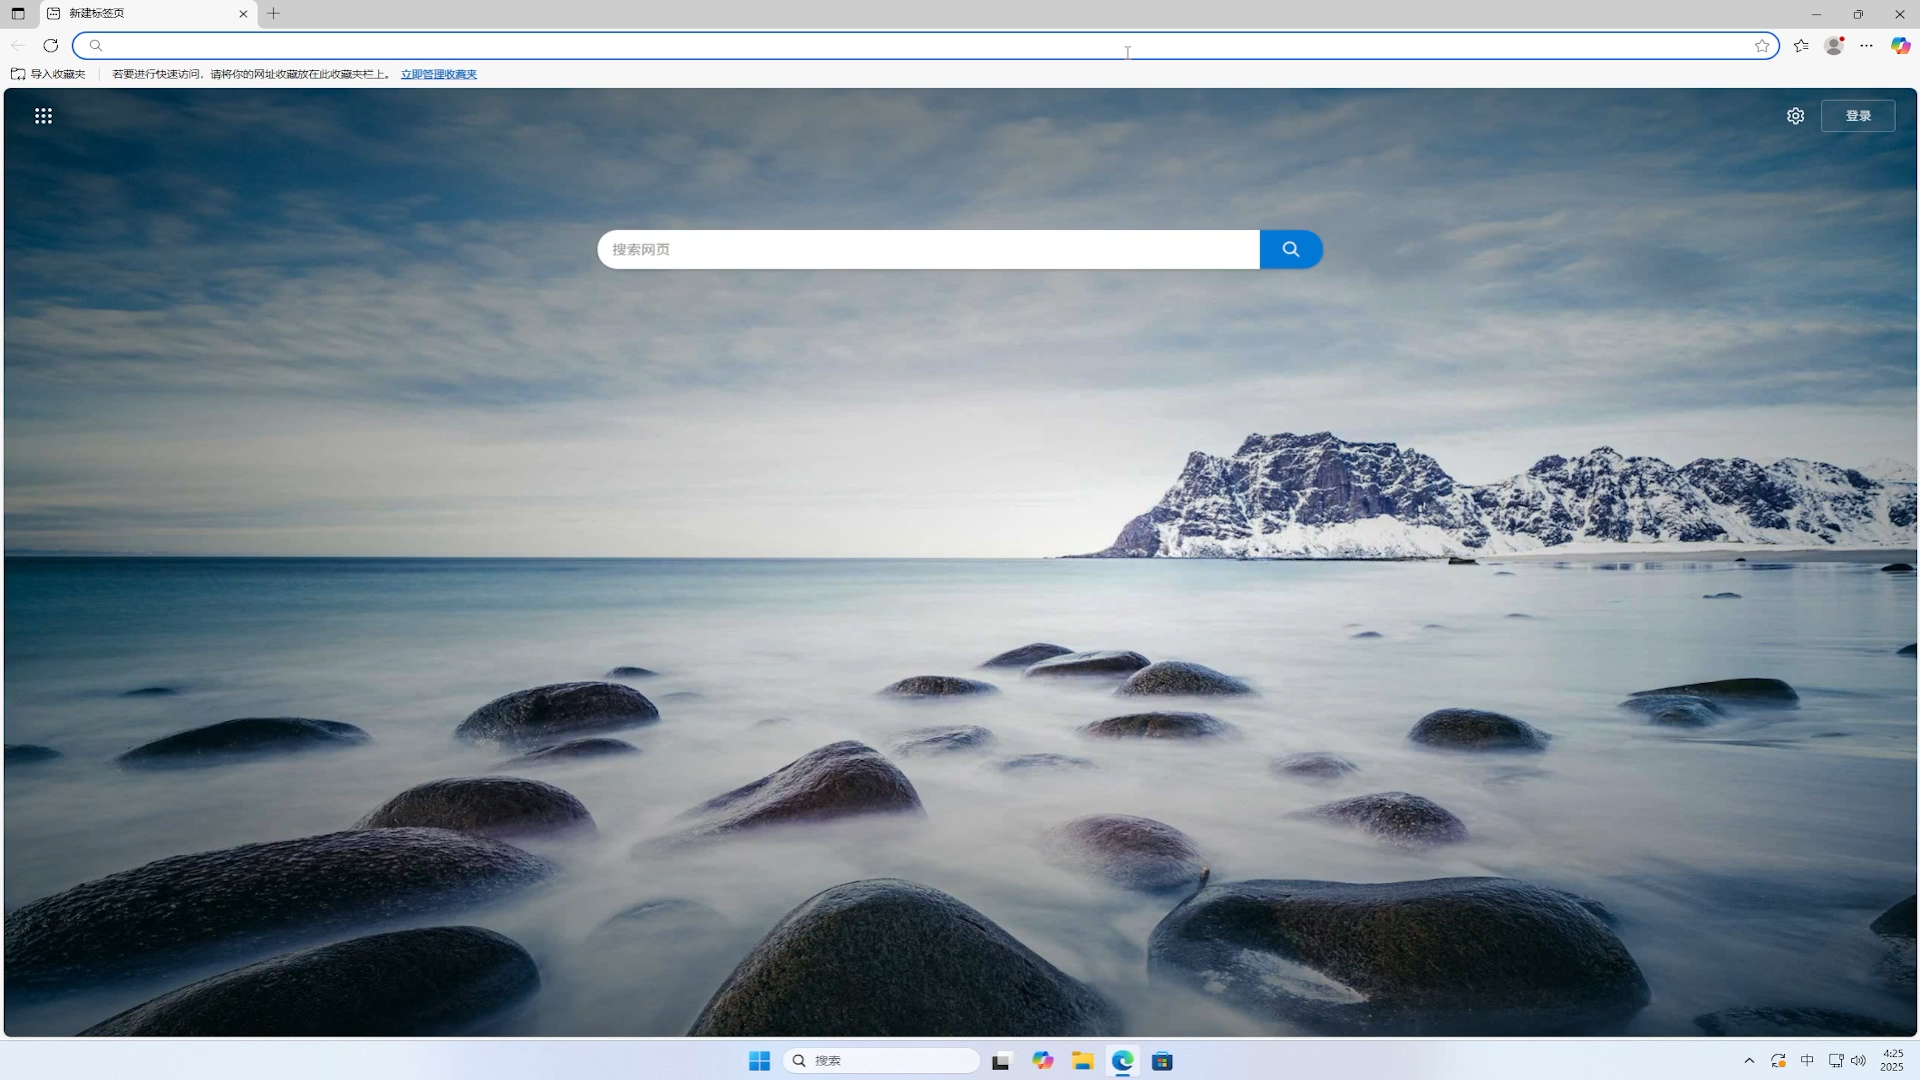 新建标签页
导入收藏夹
若要进行快速访问，请将你的网址收藏放在此收藏夹栏上。 立即管理收藏夹
登录
搜索网页
搜索
中
4:25
2025